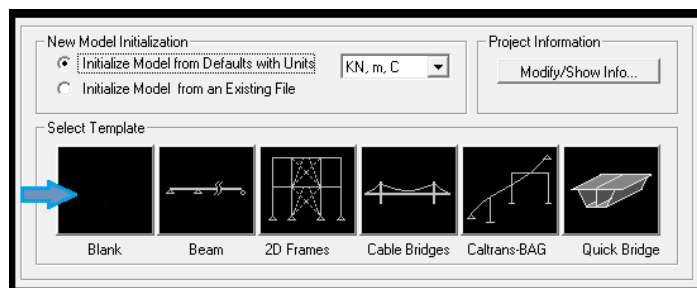 New Model Initialization
Initialize Model from Defaults with Units
KN, m, C
Initialize Model from an Existing File
Project Information
Modify/Show Info...
Select Template
Blank
Beam
2D Frames
Cable Bridges
Caltrans-BAG
Quick Bridge